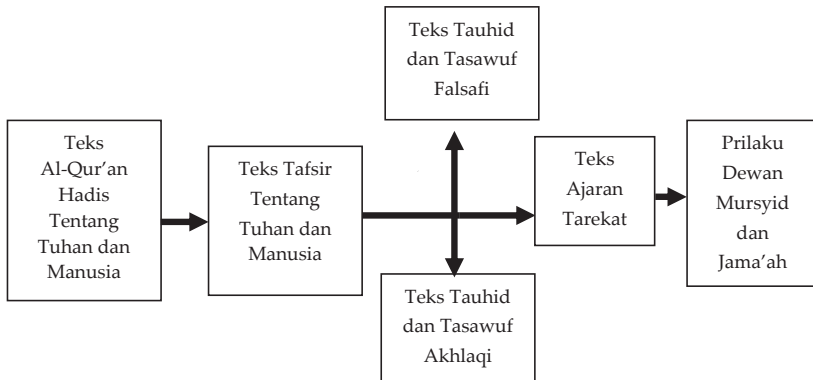 Teks
Al-Qur'an
Hadis
Tentang
Tuhan dan
Manusia
Teks Tafsir
Tentang
Tuhan dan
Manusia
Teks Tauhid
dan Tasawuf
Falsafi
Teks Tauhid
dan Tasawuf
Akhlaqi
Teks
Ajaran
Tarekat
Prilaku
Dewan
Mursyid
dan
Jama'ah